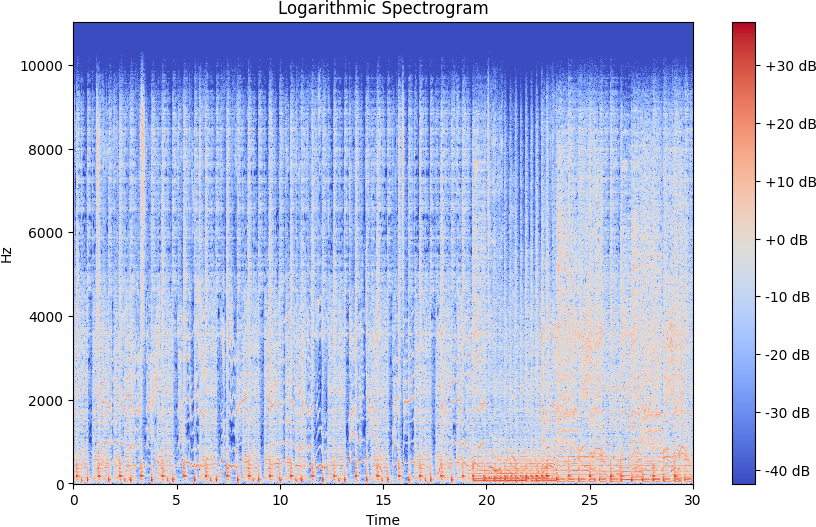 Logarithmic Spectrogram
10000
8000
6000
4000
2000
0
Hz
0 5 10 15 20 25 30
Time
+30 dB
+20 dB
+10 dB
+0 dB
-10 dB
-20 dB
-30 dB
-40 dB